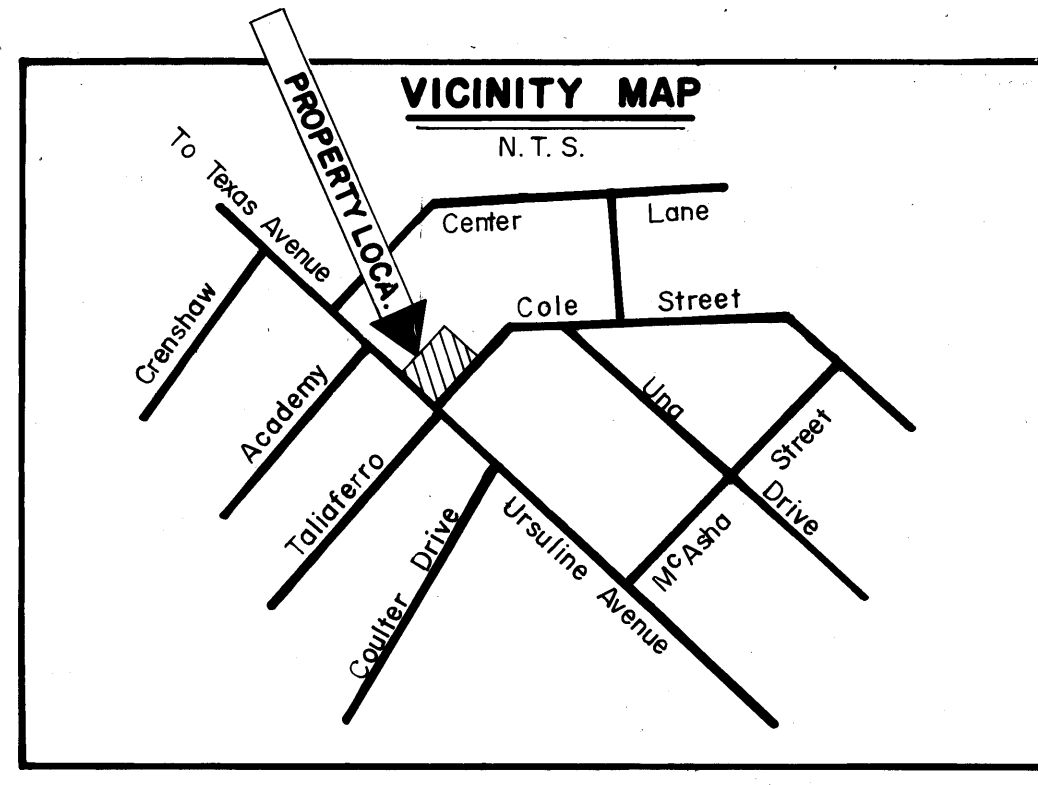 VICINITY MAP
N. T. S.
PROPERTY LOCA.
To Texas Avenue
Center Lane
Cole Street
Crenshaw
Academy
Taliaferro
Coulter Drive
Ursuline Avenue
Una Drive
McAsha Street